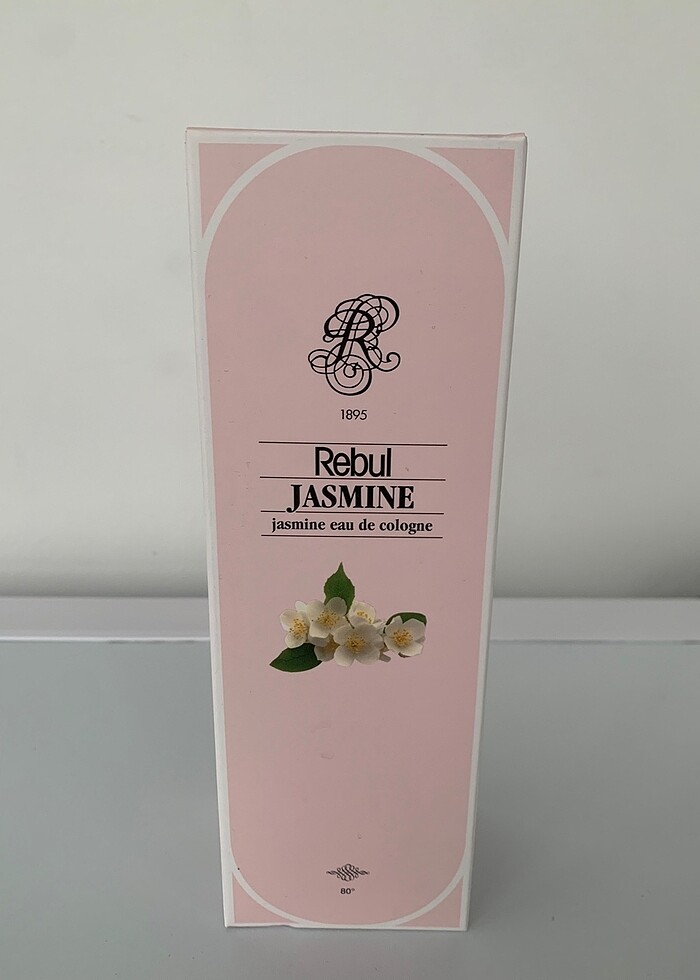 R
1895
Rebul
JASMINE
jasmine eau de cologne
80°